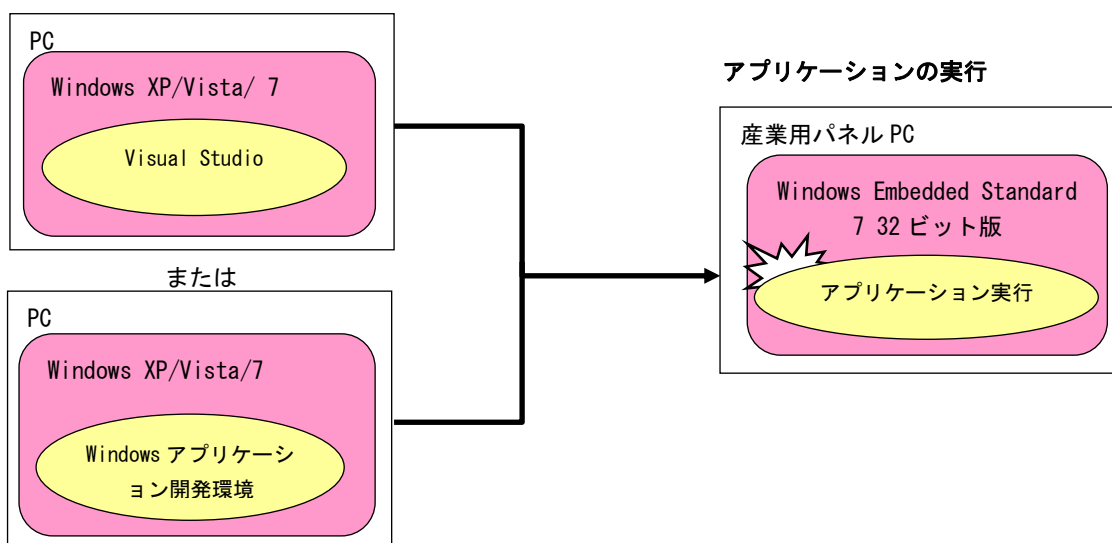 PC
Windows XP/Vista/ 7
Visual Studio
または
PC
Windows XP/Vista/7
Windows アプリケーシ
ョン開発環境
アプリケーションの実行
産業用パネル PC
Windows Embedded Standard
7 32 ビット版
アプリケーション実行